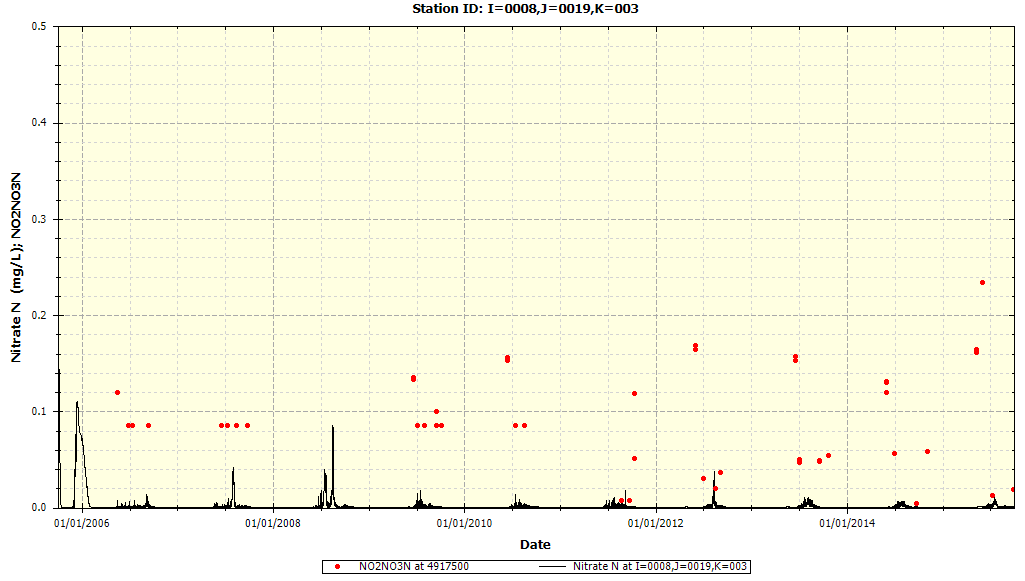 Station ID: I=0008,J=0019,K=003
0.5
0.4
0.3
0.2
0.1
0.0
Nitrate N (mg/L); NO2NO3N
01/01/2006 01/01/2008 01/01/2010 01/01/2012 01/01/2014
Date
NO2NO3N at 4917500 Nitrate N at I=0008,J=0019,K=003